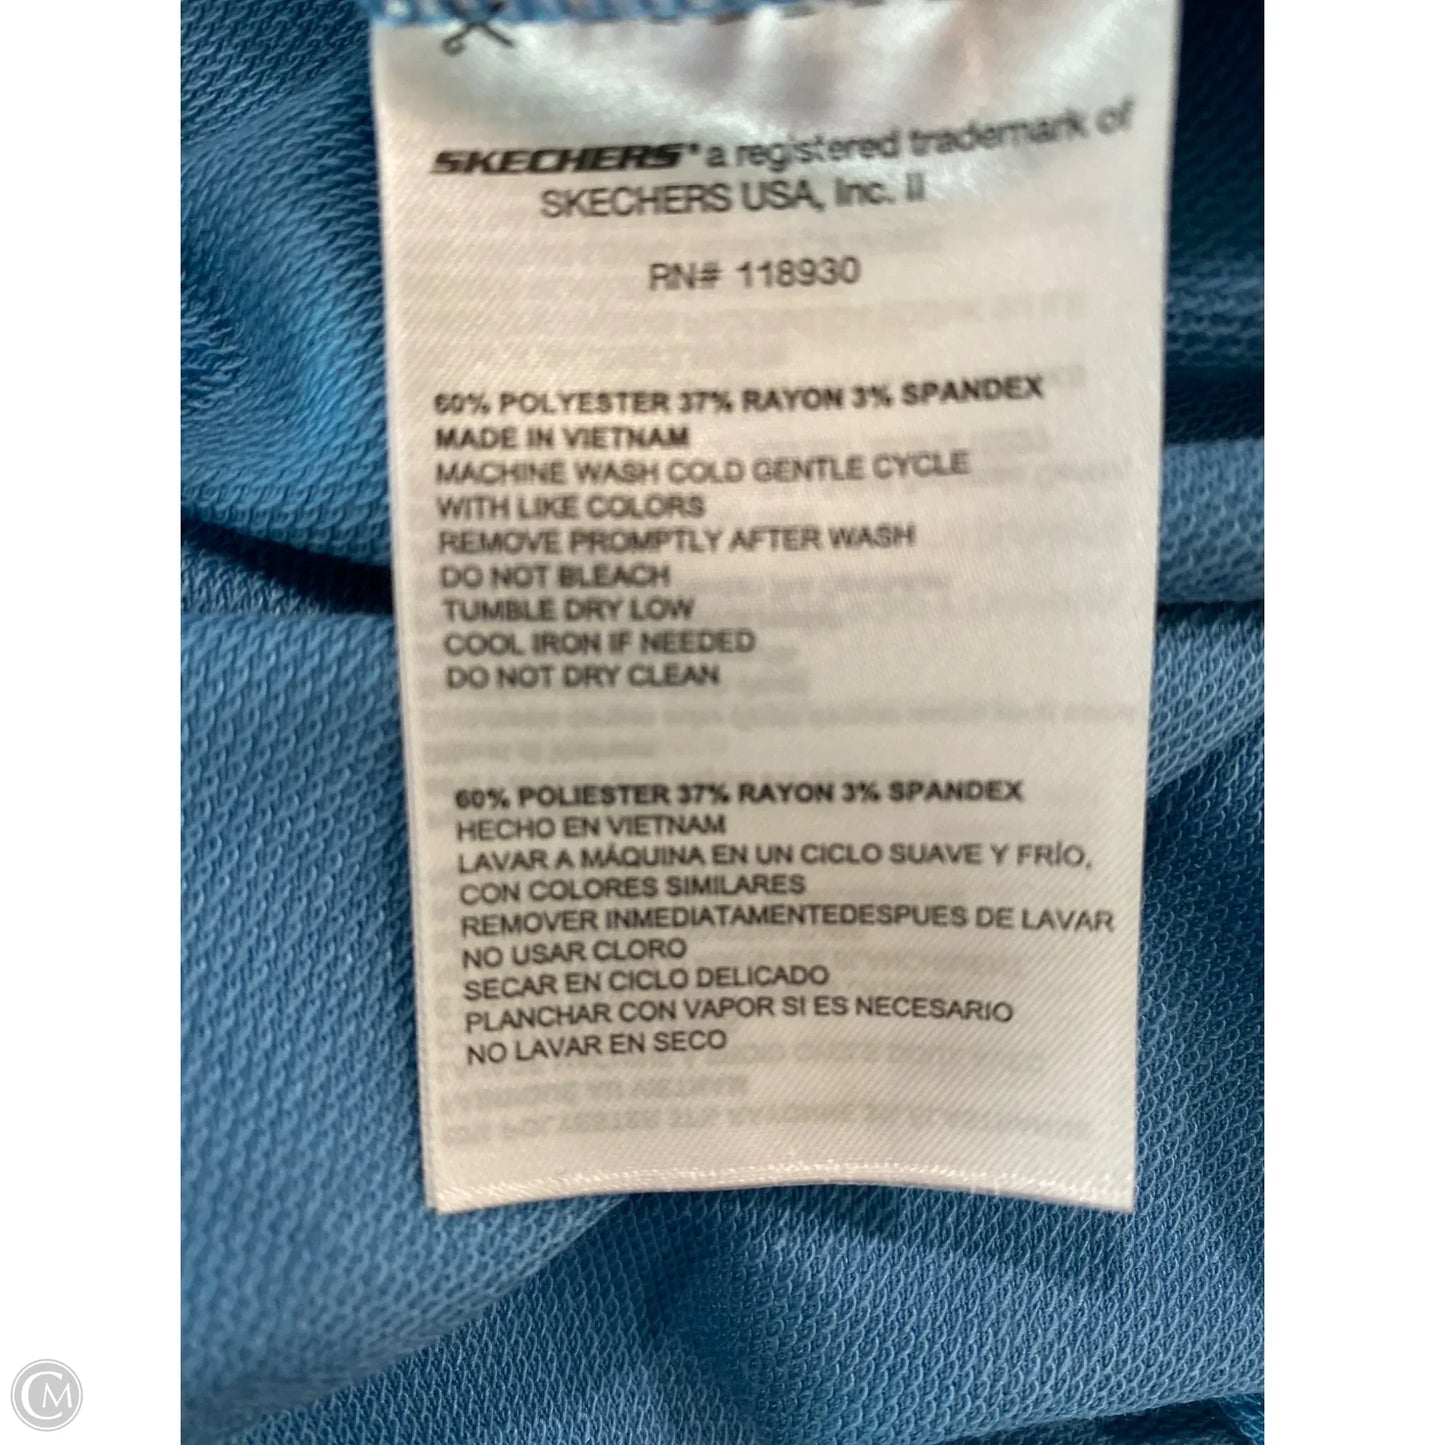 SKECHERS® a registered trademark of
SKECHERS USA, Inc. II
RN# 118930
60% POLYESTER 37% RAYON 3% SPANDEX
MADE IN VIETNAM
MACHINE WASH COLD GENTLE CYCLE
WITH LIKE COLORS
REMOVE PROMPTLY AFTER WASH
DO NOT BLEACH
TUMBLE DRY LOW
COOL IRON IF NEEDED
DO NOT DRY CLEAN
60% POLIESTER 37% RAYON 3% SPANDEX
HECHO EN VIETNAM
LAVAR A MÁQUINA EN UN CICLO SUAVE Y FRÍO,
CON COLORES SIMILARES
REMOVER INMEDIATAMENTEDESPUES DE LAVAR
NO USAR CLORO
SECAR EN CICLO DELICADO
PLANCHAR CON VAPOR SI ES NECESARIO
NO LAVAR EN SECO
CM